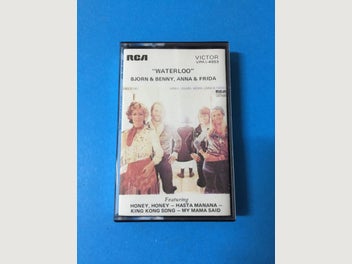 RCA
VICTOR
"WATERLOO"
BJORN & BENNY, ANNA & FRIDA
Featuring
HONEY, HONEY – HASTA MANANA –
KING KONG SONG – MY MAMA SAID